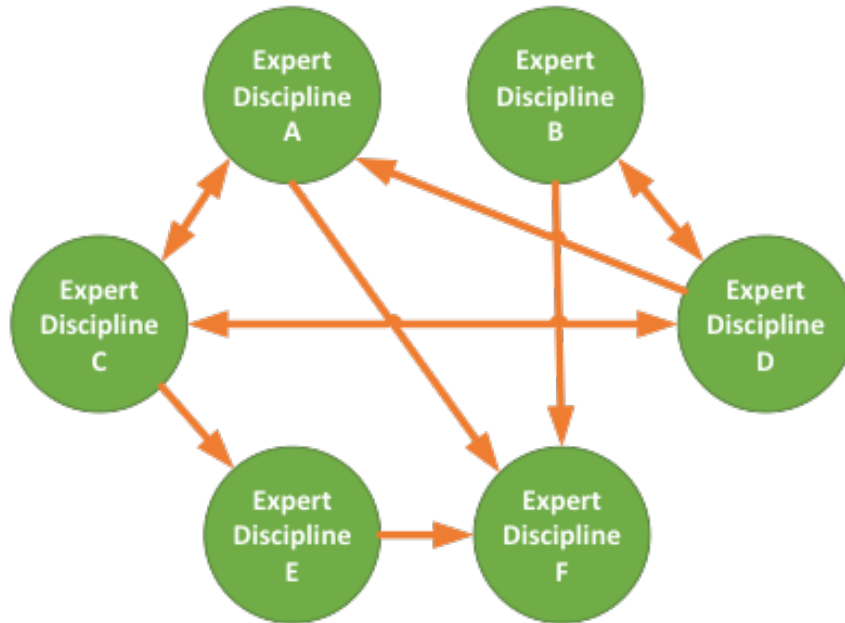 Expert
Discipline
A
Expert
Discipline
B
Expert
Discipline
C
Expert
Discipline
D
Expert
Discipline
E
Expert
Discipline
F